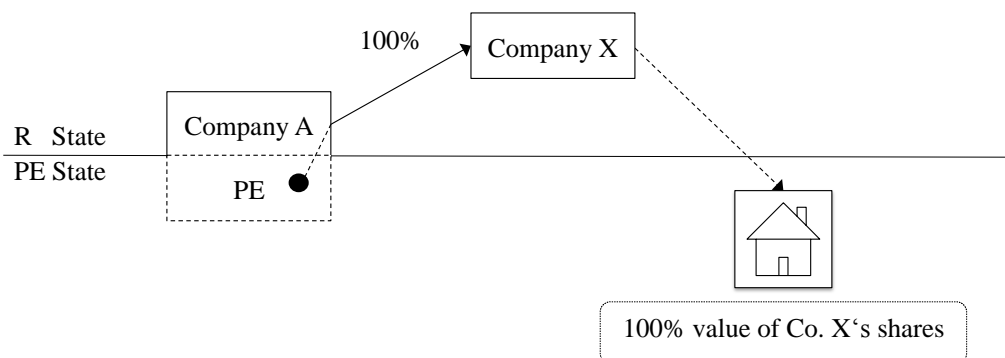 100%
Company X
Company A
R State
PE State
PE
100% value of Co. X‘s shares